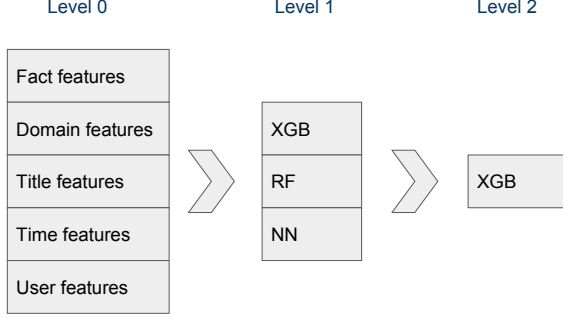 Level 0
Level 1
Level 2
Fact features
Domain features
Title features
Time features
User features
XGB
RF
NN
XGB